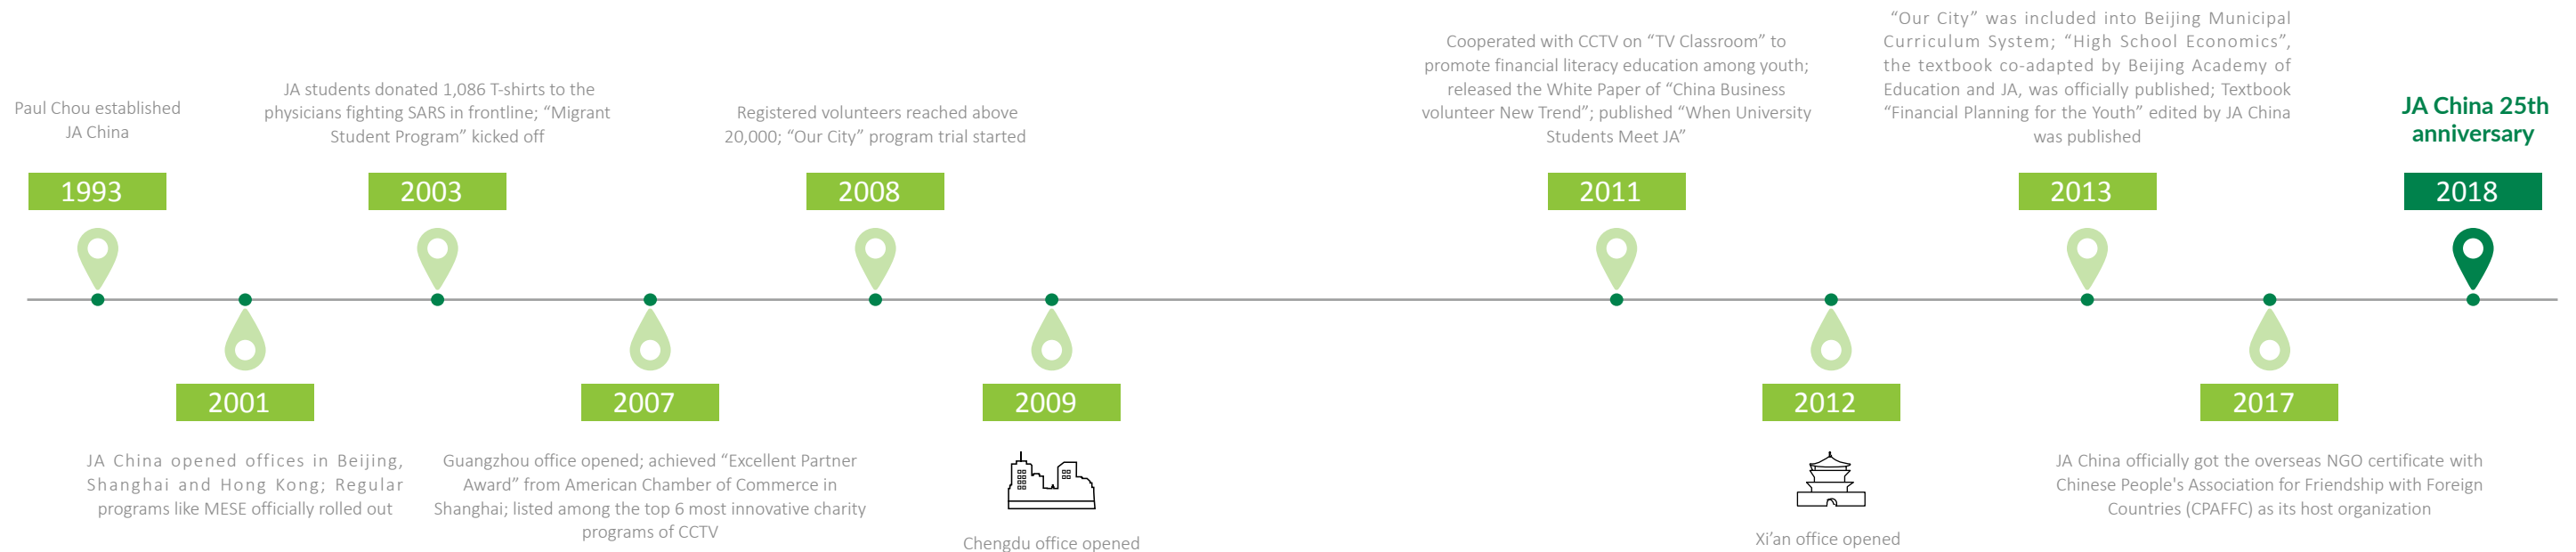 Paul Chou established
JA China
1993
JA China opened offices in Beijing,
Shanghai and Hong Kong; Regular
programs like MESE officially rolled out
2001
JA students donated 1,086 T-shirts to the
physicians fighting SARS in frontline; “Migrant
Student Program” kicked off
2003
2007
Guangzhou office opened; achieved “Excellent Partner
Award” from American Chamber of Commerce in
Shanghai; listed among the top 6 most innovative charity
programs of CCTV
Registered volunteers reached above
20,000; “Our City” program trial started
2008
2009
Chengdu office opened
Cooperated with CCTV on “TV Classroom” to
promote financial literacy education among youth;
released the White Paper of “China Business
volunteer New Trend”; published “When University
Students Meet JA”
2011
2012
Xi’an office opened
“Our City” was included into Beijing Municipal
Curriculum System; “High School Economics”,
the textbook co-adapted by Beijing Academy of
Education and JA, was officially published; Textbook
“Financial Planning for the Youth” edited by JA China
was published
2013
2017
JA China officially got the overseas NGO certificate with
Chinese People's Association for Friendship with Foreign
Countries (CPAFFC) as its host organization
JA China 25th
anniversary
2018